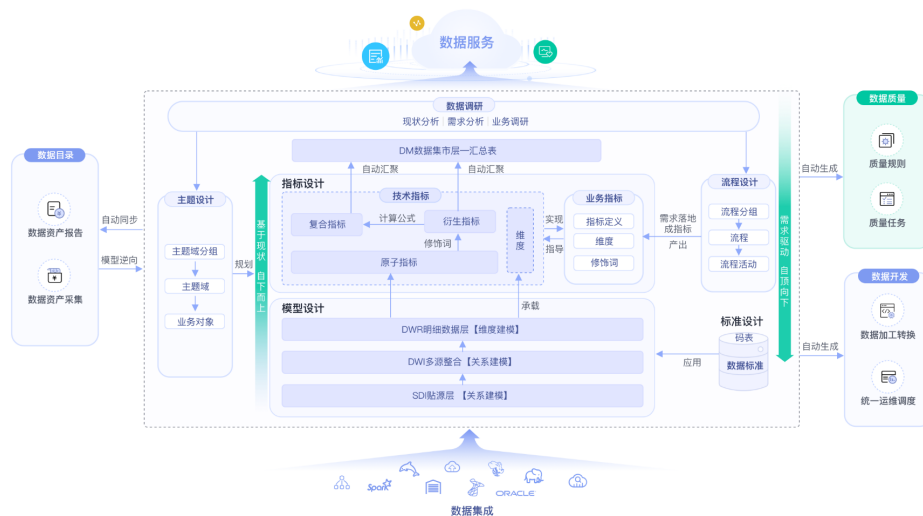 数据服务
数据调研
现状分析 | 需求分析 | 业务调研
DM数据集市层—汇总表
自动汇聚
自动汇聚
数据目录
数据资产报告
数据资产采集
自动同步
模型逆向
主题设计
主题域分组
主题域
业务对象
规划
基于现状 自下而上
指标设计
技术指标
复合指标
计算公式
衍生指标
修饰词
原子指标
维度
实现
指导
业务指标
指标定义
维度
修饰词
需求落地
成指标
产出
流程设计
流程分组
流程
流程活动
需求驱动 自顶向下
模型设计
承载
DWR明细数据层【维度建模】
DWI多源整合【关系建模】
SDI贴源层 【关系建模】
应用
标准设计
码表
数据标准
自动生成
自动生成
数据质量
质量规则
质量任务
数据开发
数据加工转换
统一运维调度
Spark
ORACLE
数据集成